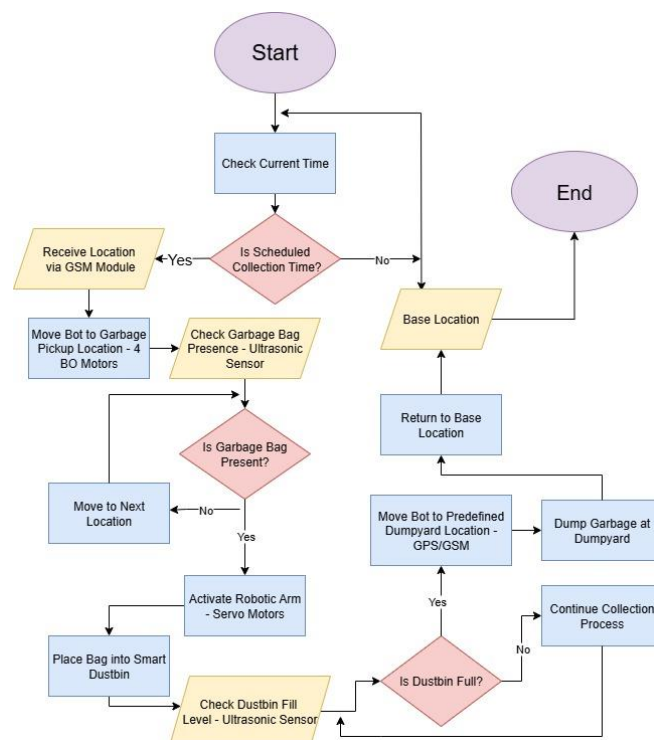 Start
Check Current Time
Is Scheduled
Collection Time?
Yes
No
Receive Location
via GSM Module
Move Bot to Garbage
Pickup Location - 4
BO Motors
Check Garbage Bag
Presence - Ultrasonic
Sensor
Is Garbage Bag
Present?
No
Move to Next
Location
Yes
Activate Robotic Arm
- Servo Motors
Place Bag into Smart
Dustbin
Check Dustbin Fill
Level - Ultrasonic Sensor
Is Dustbin Full?
Yes
No
Continue Collection
Process
Move Bot to Predefined
Dumpyard Location -
GPS/GSM
Dump Garbage at
Dumpyard
Return to Base
Location
Base Location
End